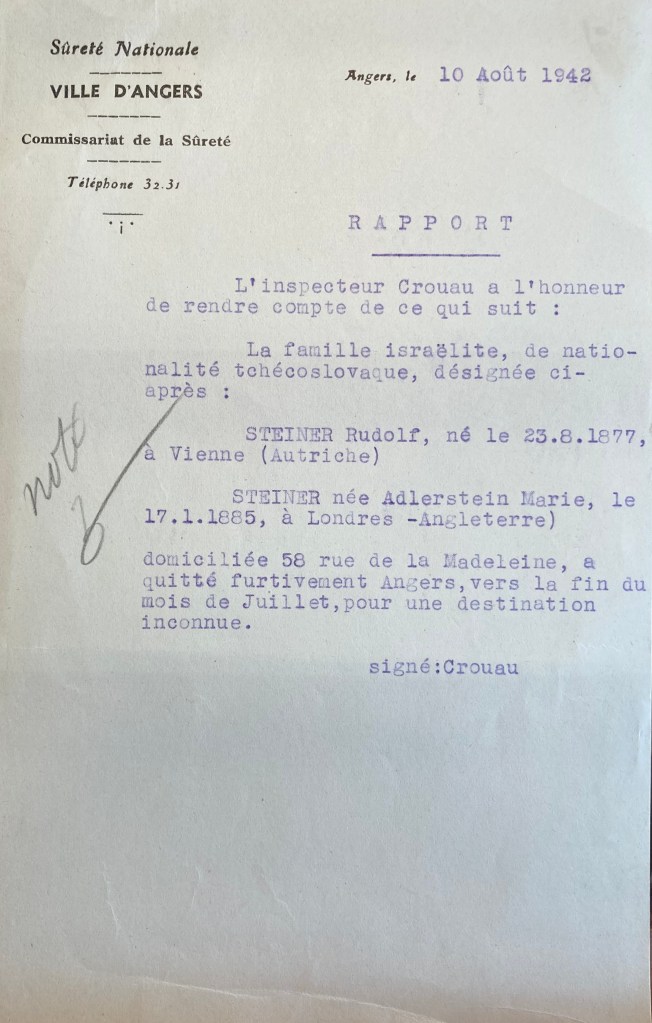 Sûreté Nationale
VILLE D'ANGERS
Commissariat de la Sûreté
Téléphone 32.31
Angers, le 10 Août 1942
RAPPORT
L'inspecteur Crouau a l'honneur
de rendre compte de ce qui suit :
La famille israëlite, de natio-
nalité tchécoslovaque, désignée ci-
après :
STEINER Rudolf, né le 23.8.1877,
à Vienne (Autriche)
STEINER née Adlerstein Marie, le
17.1.1885, à Londres -Angleterre)
domiciliée 58 rue de la Madeleine, a
quitté furtivement Angers,vers la fin du
mois de Juillet,pour une destination
inconnue.
signé:Crouau